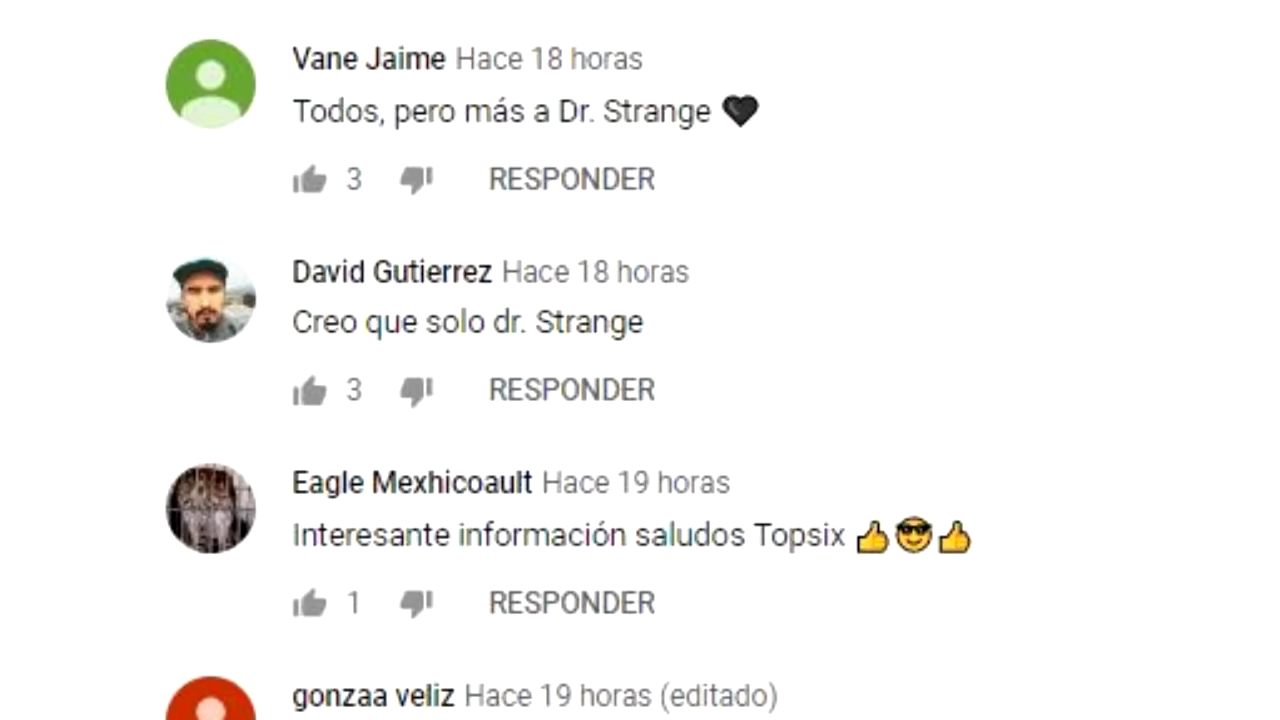 Vane Jaime Hace 18 horas
Todos, pero más a Dr. Strange 🖤
3 RESPONDER
David Gutierrez Hace 18 horas
Creo que solo dr. Strange
3 RESPONDER
Eagle Mexhicoault Hace 19 horas
Interesante información saludos Topsix 👍😎👍
1 RESPONDER
gonzaa veliz Hace 19 horas (editado)